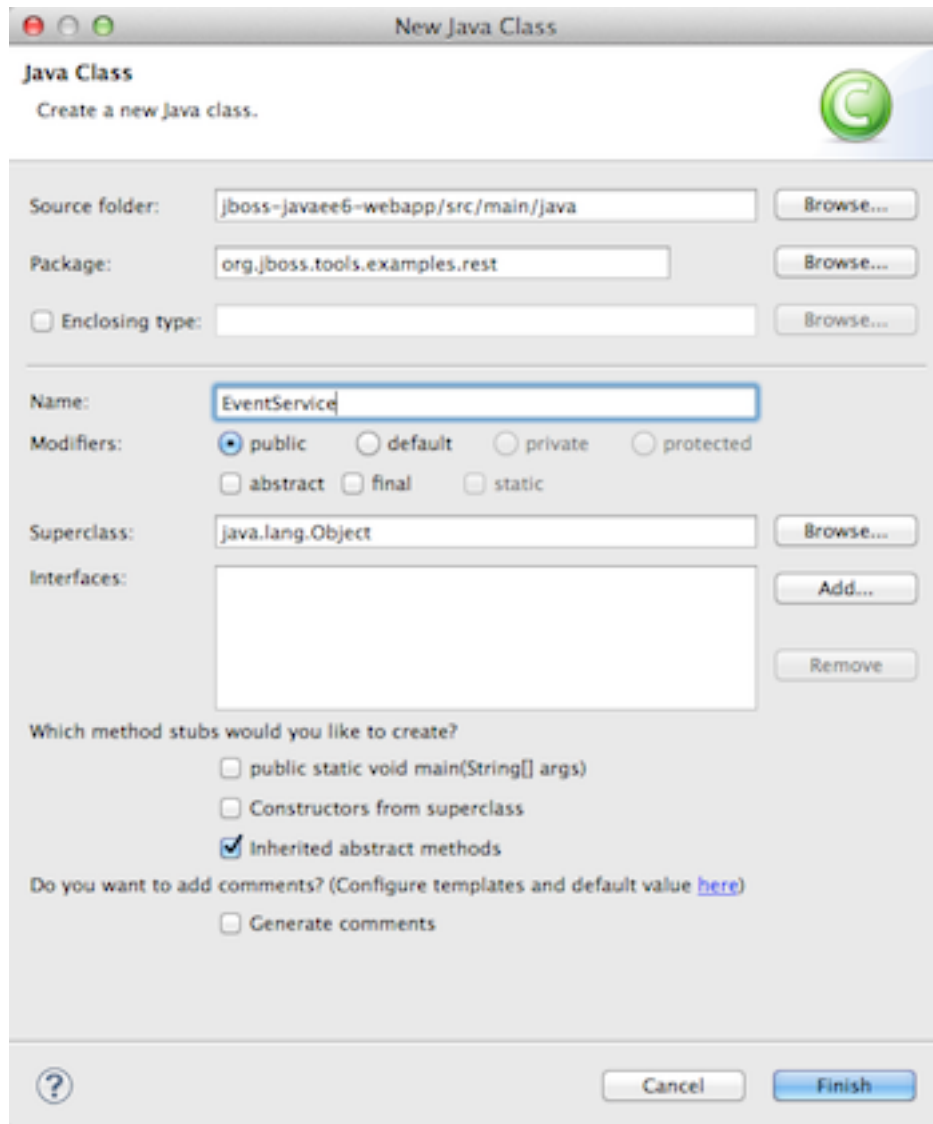 New Java Class
Java Class
Create a new Java class.
C
Source folder: jboss-javaee6-webapp/src/main/java Browse...
Package: org.jboss.tools.examples.rest Browse...
Enclosing type: Browse...
Name: EventService
Modifiers: public default private protected
abstract final static
Superclass: java.lang.Object Browse...
Interfaces: Add...
Remove
Which method stubs would you like to create?
public static void main(String[] args)
Constructors from superclass
Inherited abstract methods
Do you want to add comments? (Configure templates and default value here)
Generate comments
? Cancel Finish